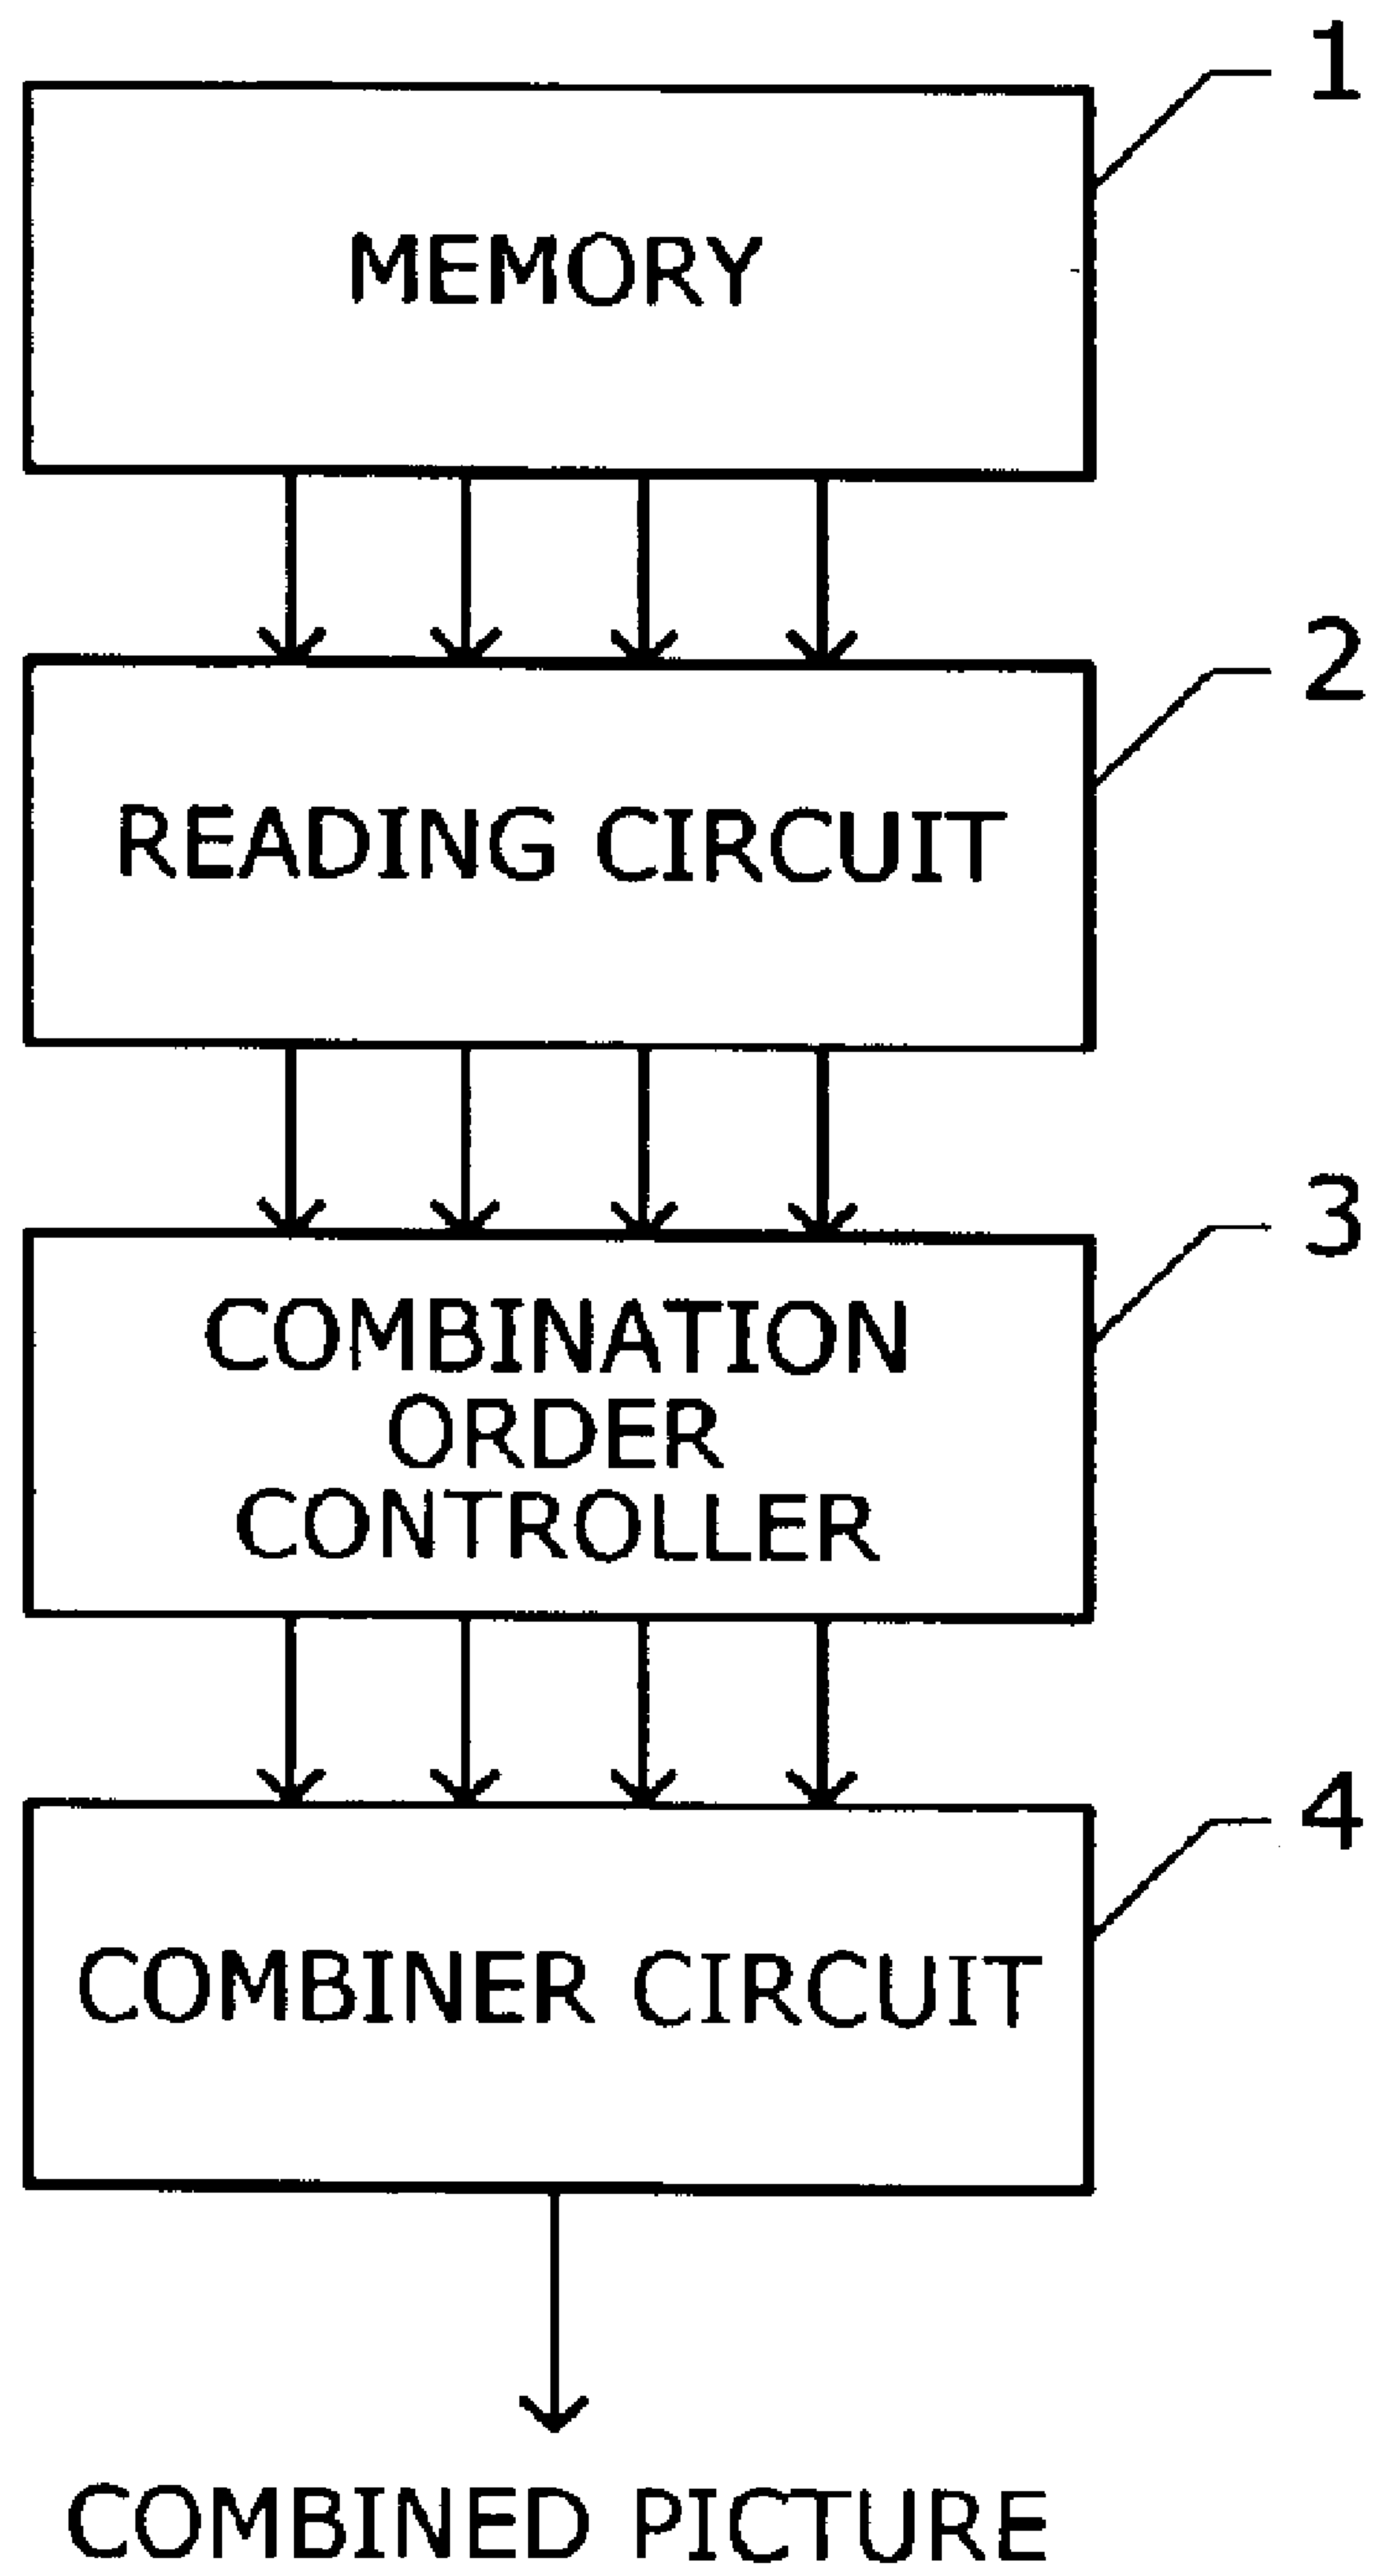 1
MEMORY
2
READING CIRCUIT
3
COMBINATION
ORDER
CONTROLLER
4
COMBINER CIRCUIT
COMBINED PICTURE